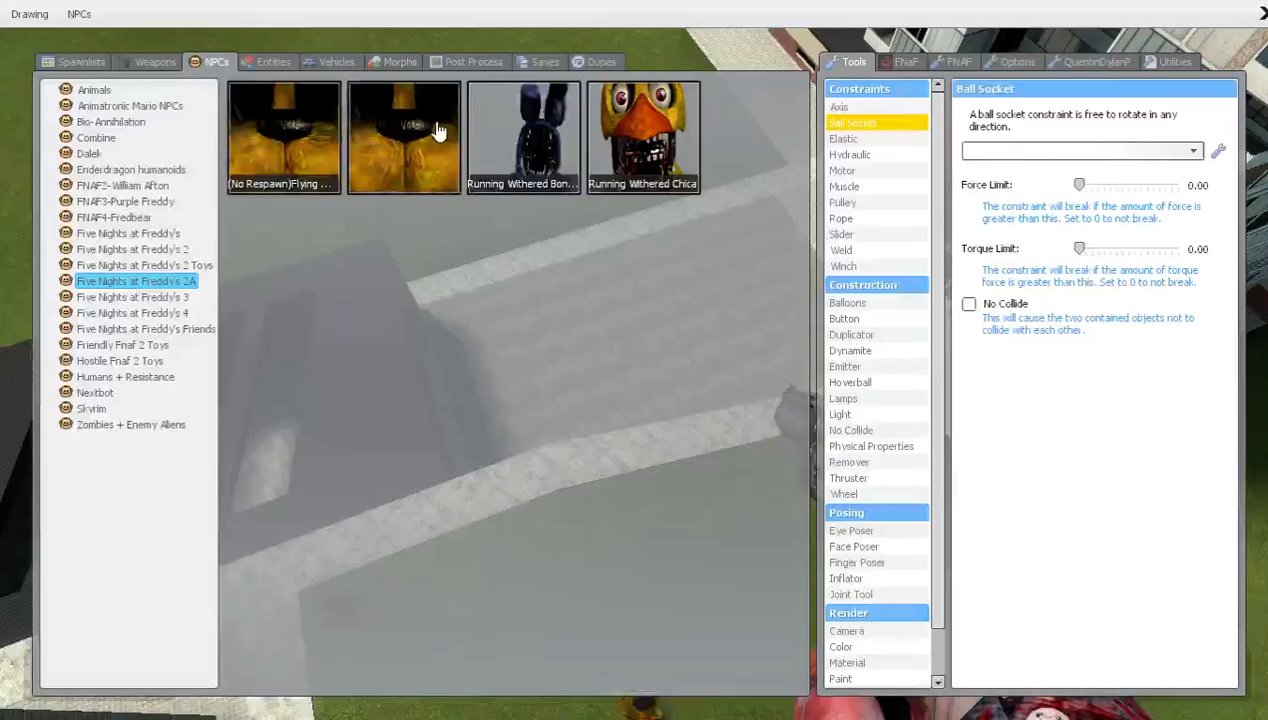 Drawing NPCs
Spawnlists Weapons NPCs Entities Vehicles Morphs Post Process Saves Dupes
Animals
Animatronic Mario NPCs
Bio-Annihilation
Combine
Dalek
Enderdragon humanoids
FNAF2-William Afton
FNAF3-Purple Freddy
FNAF4-Fredbear
Five Nights at Freddy's
Five Nights at Freddy's 2
Five Nights at Freddy's 2 Toys
Five Nights at Freddy's 2A
Five Nights at Freddy's 3
Five Nights at Freddy's 4
Five Nights at Freddy's Friends
Friendly Fnaf 2 Toys
Hostile Fnaf 2 Toys
Humans + Resistance
Nextbot
Skyrim
Zombies + Enemy Aliens
(No Respawn)Flying ...
Running Withered Bon...
Running Withered Chica
Tools FNaF FNAF Options QuentinDylanP Utilities
Constraints
Axis
Ball Socket
Elastic
Hydraulic
Motor
Muscle
Pulley
Rope
Slider
Weld
Winch
Construction
Balloons
Button
Duplicator
Dynamite
Emitter
Hoverball
Lamps
Light
No Collide
Physical Properties
Remover
Thruster
Wheel
Posing
Eye Poser
Face Poser
Finger Poser
Inflator
Joint Tool
Render
Camera
Color
Material
Paint
Ball Socket
A ball socket constraint is free to rotate in any
direction.
Force Limit: 0.00
The constraint will break if the amount of force is
greater than this. Set to 0 to not break.
Torque Limit: 0.00
The constraint will break if the amount of torque
force is greater than this. Set to 0 to not break.
No Collide
This will cause the two contained objects not to
collide with each other.